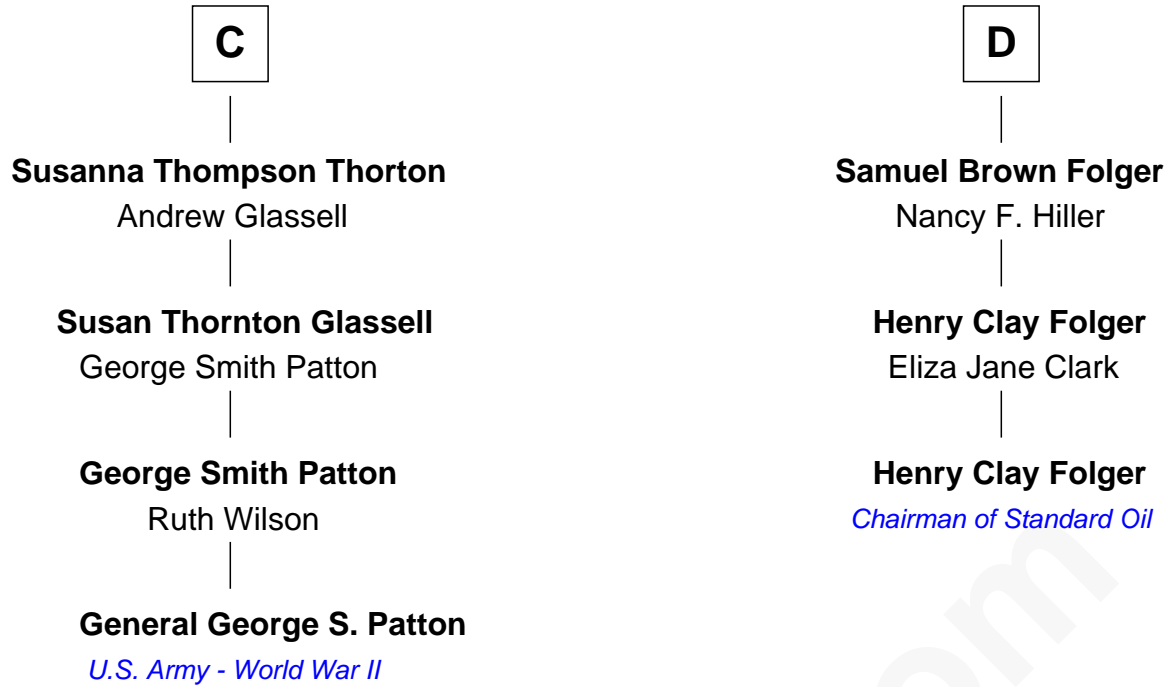 C
Susanna Thompson Thorton
Andrew Glassell
Susan Thornton Glassell
George Smith Patton
George Smith Patton
Ruth Wilson
General George S. Patton
U.S. Army - World War II
D
Samuel Brown Folger
Nancy F. Hiller
Henry Clay Folger
Eliza Jane Clark
Henry Clay Folger
Chairman of Standard Oil
om